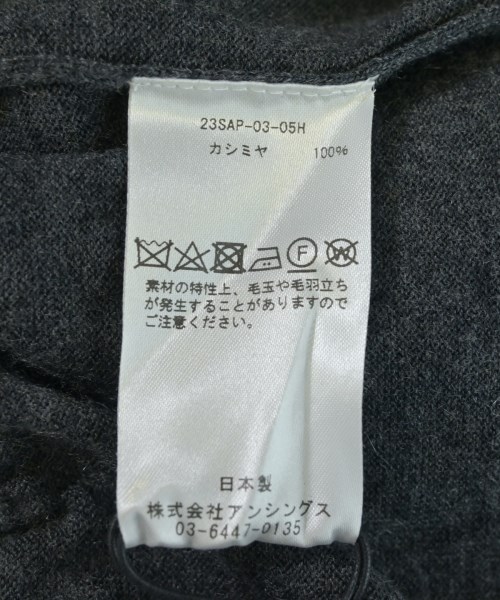 23SAP-03-05H
カシミヤ 100%
F W
素材の特性上、毛玉や毛羽立ち
が発生することがありますので
ご注意ください。
日本製
株式会社アンシングス
03-6447-0135